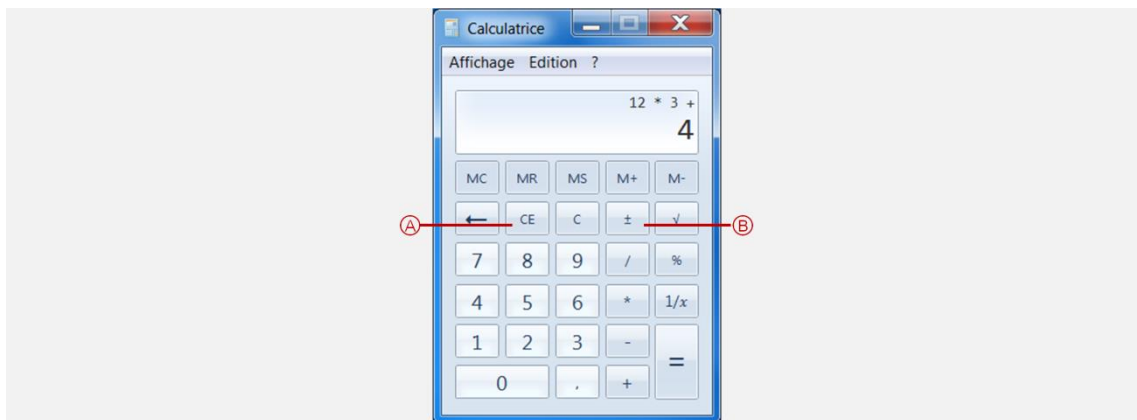 Calculatrice
Affichage Edition ?
12 * 3 +
4
MC MR MS M+ M-
A ← CE C ± √ B
7 8 9 / %
4 5 6 * 1/x
1 2 3 - =
0 , +